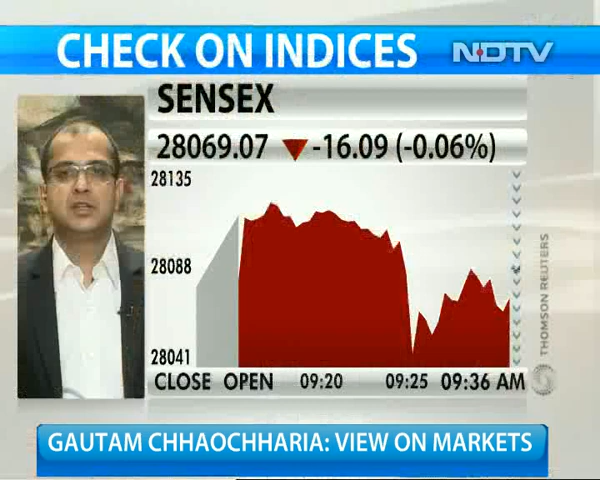 CHECK ON INDICES
NDTV
SENSEX
28069.07 ▼ -16.09 (-0.06%)
28135
28088
28041
CLOSE OPEN 09:20 09:25 09:36 AM
THOMSON REUTERS
GAUTAM CHHAOCHHARIA: VIEW ON MARKETS